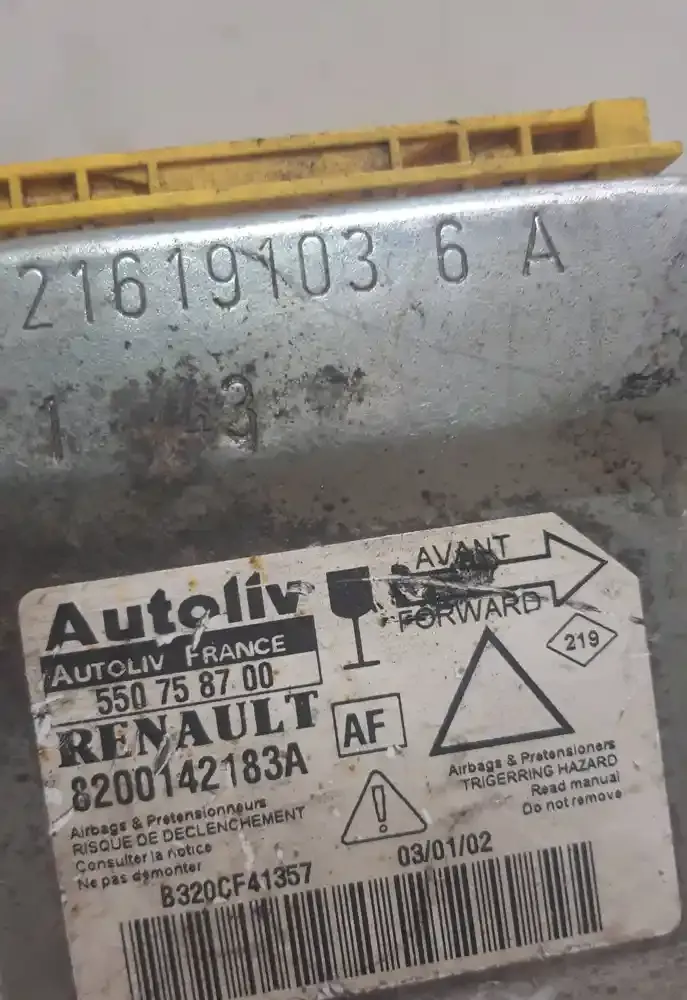 216191036 A
1 3
Autoliv
AVANT
FORWARD
AUTOLIV FRANCE
550 75 87 00
219
RENAULT
AF
8200142183A
Airbags & Pretensionneurs
RISQUE DE DECLENCHEMENT
Consulter la notice
Ne pas démonter
Airbags & Pretensioners
TRIGERRING HAZARD
Read manual
Do not remove
03/01/02
B320CF41357